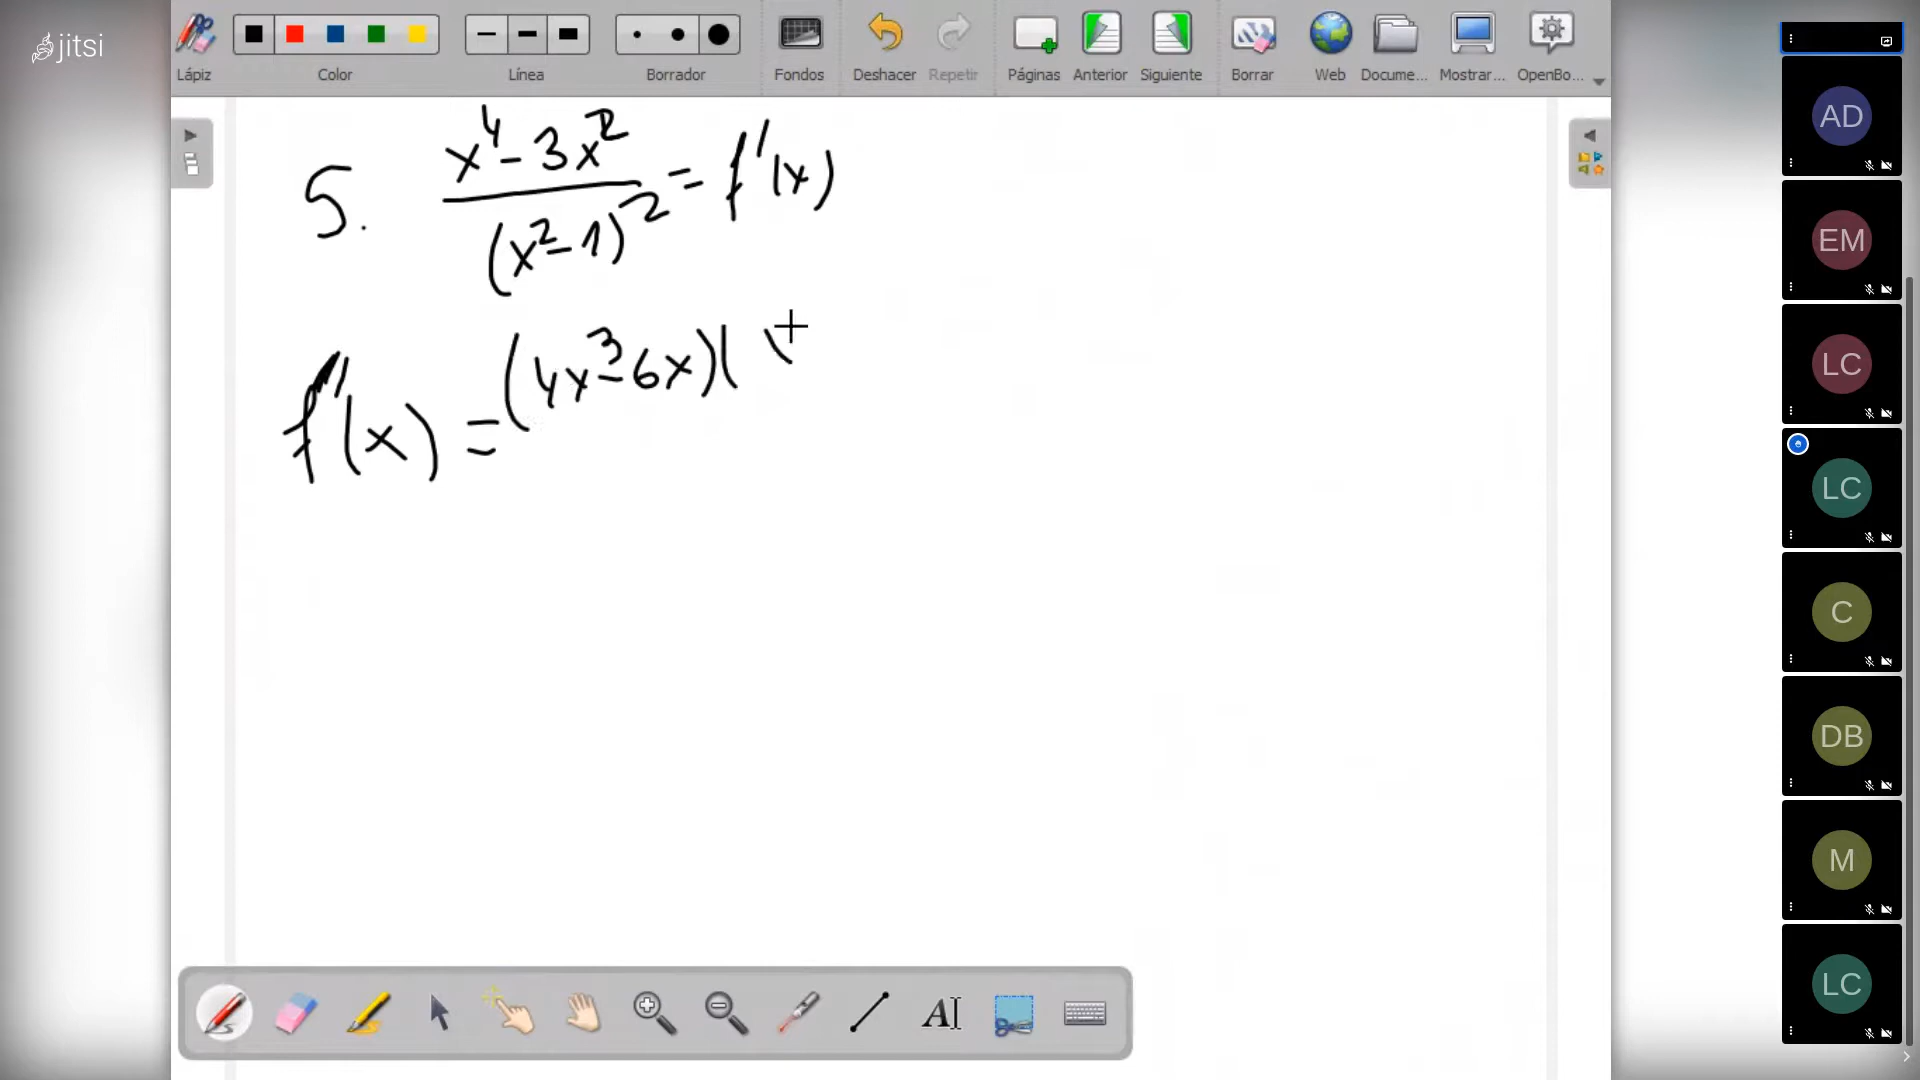 jitsi
Lápiz Color Línea Borrador Fondos Deshacer Repetir Páginas Anterior Siguiente Borrar Web Docume... Mostrar... OpenBo...
5. x⁴ - 3x² / (x² - 1)² = f'(x)
f''(x) = (4x³ - 6x)( (
AI
AD
EM
LC
LC
C
DB
M
LC